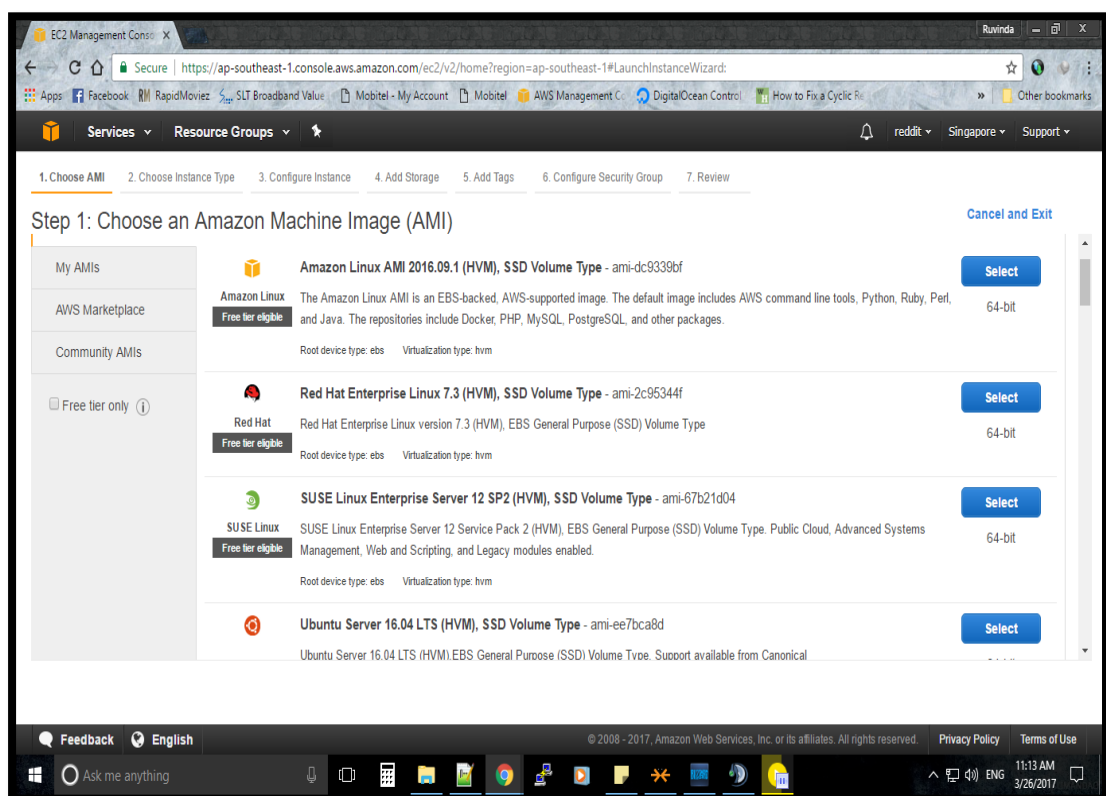 EC2 Management Conso
Ruvinda
Secure
https://ap-southeast-1.console.aws.amazon.com/ec2/v2/home?region=ap-southeast-1#LaunchInstanceWizard:
Apps Facebook RapidMoviez SLT Broadband Value Mobitel - My Account Mobitel AWS Management Co DigitalOcean Control How to Fix a Cyclic Re » Other bookmarks
Services Resource Groups reddit Singapore Support
1. Choose AMI 2. Choose Instance Type 3. Configure Instance 4. Add Storage 5. Add Tags 6. Configure Security Group 7. Review
Step 1: Choose an Amazon Machine Image (AMI)
Cancel and Exit
My AMIs
AWS Marketplace
Community AMIs
Free tier only
Amazon Linux
Free tier eligible
Amazon Linux AMI 2016.09.1 (HVM), SSD Volume Type - ami-dc9339bf
The Amazon Linux AMI is an EBS-backed, AWS-supported image. The default image includes AWS command line tools, Python, Ruby, Perl,
and Java. The repositories include Docker, PHP, MySQL, PostgreSQL, and other packages.
Root device type: ebs Virtualization type: hvm
Select
64-bit
Red Hat
Free tier eligible
Red Hat Enterprise Linux 7.3 (HVM), SSD Volume Type - ami-2c95344f
Red Hat Enterprise Linux version 7.3 (HVM), EBS General Purpose (SSD) Volume Type
Root device type: ebs Virtualization type: hvm
Select
64-bit
SUSE Linux
Free tier eligible
SUSE Linux Enterprise Server 12 SP2 (HVM), SSD Volume Type - ami-67b21d04
SUSE Linux Enterprise Server 12 Service Pack 2 (HVM), EBS General Purpose (SSD) Volume Type. Public Cloud, Advanced Systems
Management, Web and Scripting, and Legacy modules enabled.
Root device type: ebs Virtualization type: hvm
Select
64-bit
Ubuntu Server 16.04 LTS (HVM), SSD Volume Type - ami-ee7bca8d
Ubuntu Server 16.04 LTS (HVM),EBS General Purpose (SSD) Volume Type. Support available from Canonical
Select
Feedback English
© 2008 - 2017, Amazon Web Services, Inc. or its affiliates. All rights reserved. Privacy Policy Terms of Use
Ask me anything
ENG
11:13 AM
3/26/2017